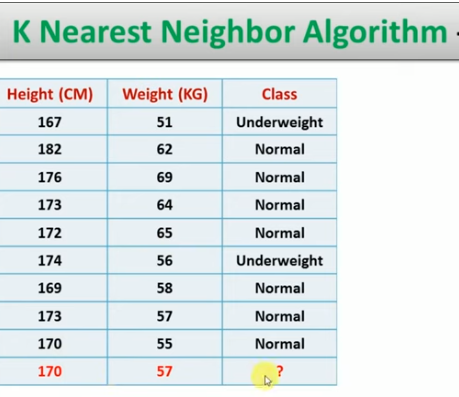 K Nearest Neighbor Algorithm -
Height (CM) Weight (KG) Class
167 51 Underweight
182 62 Normal
176 69 Normal
173 64 Normal
172 65 Normal
174 56 Underweight
169 58 Normal
173 57 Normal
170 55 Normal
170 57 ?